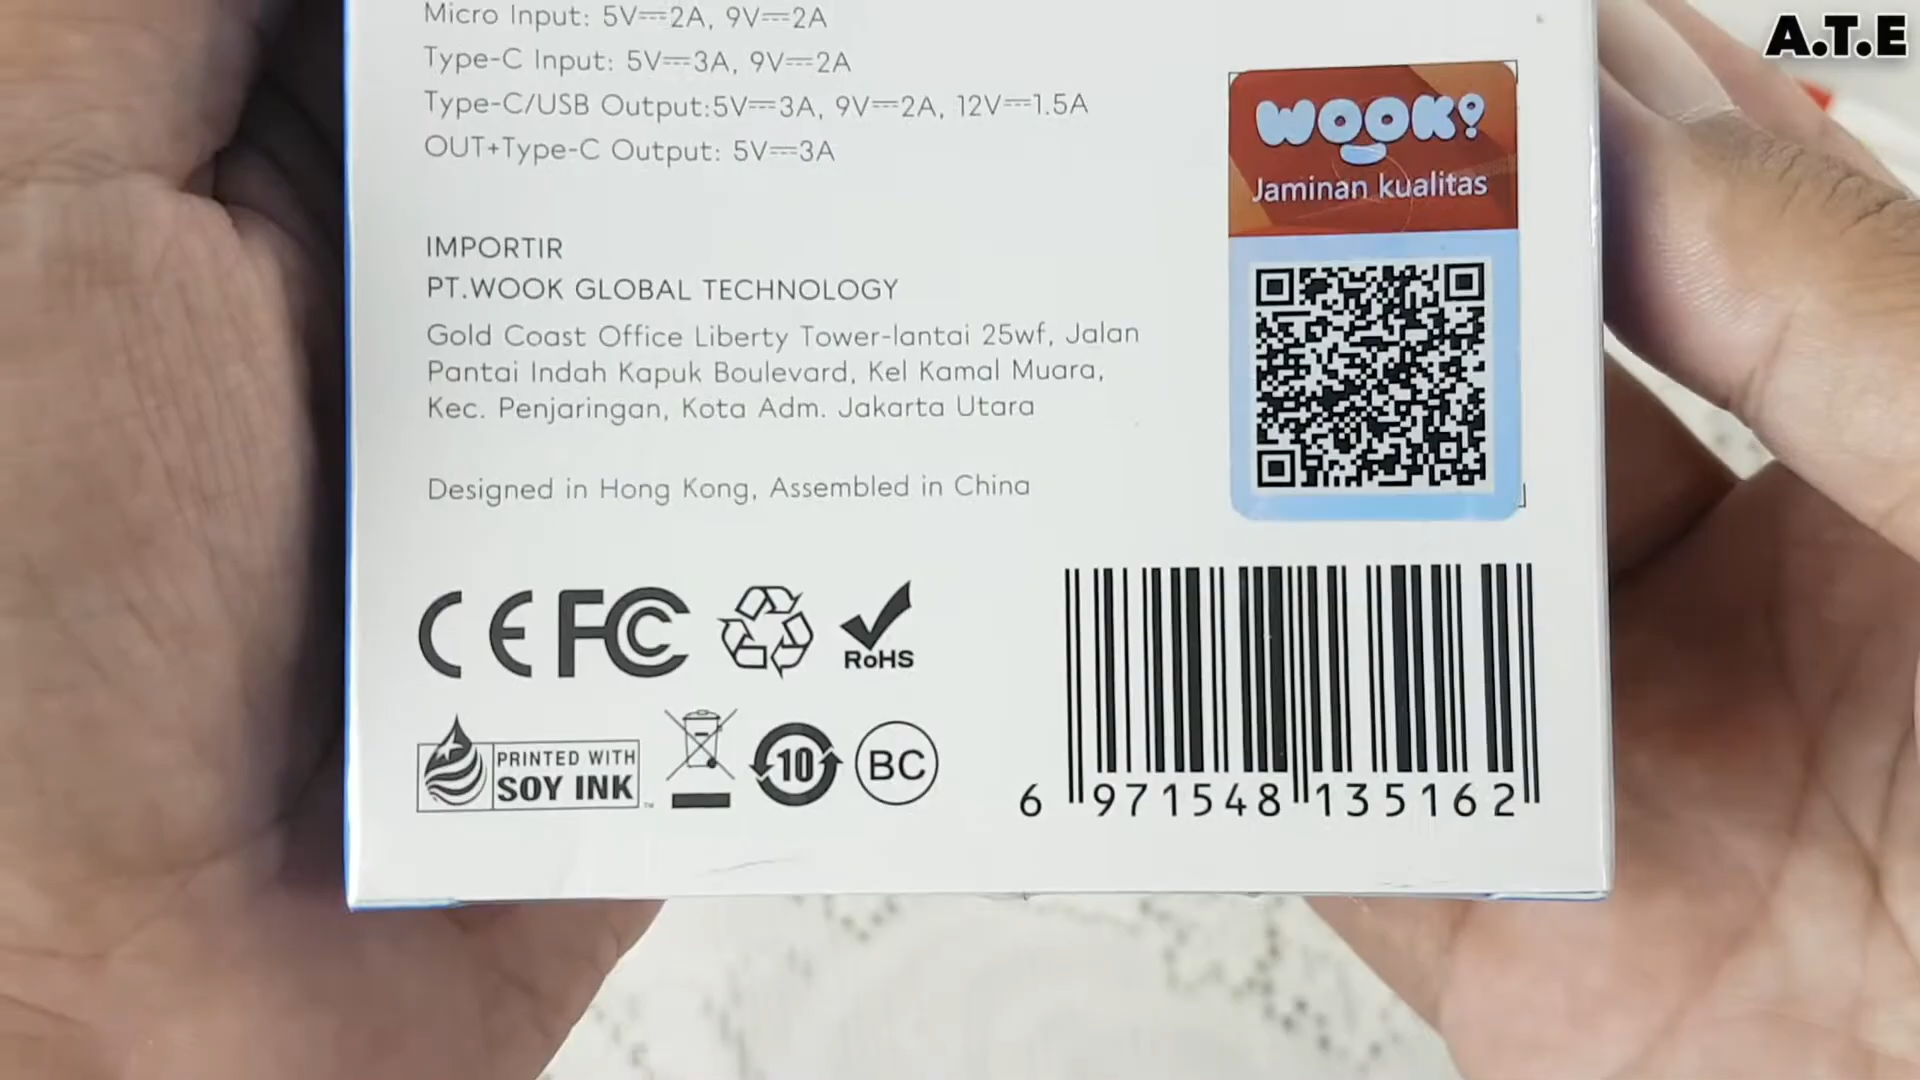 A.T.E
Micro Input: 5V⎓2A, 9V⎓2A
Type-C Input: 5V⎓3A, 9V⎓2A
Type-C/USB Output:5V⎓3A, 9V⎓2A, 12V⎓1.5A
OUT+Type-C Output: 5V⎓3A
WOOK?
Jaminan kualitas
IMPORTIR
PT.WOOK GLOBAL TECHNOLOGY
Gold Coast Office Liberty Tower-lantai 25wf, Jalan
Pantai Indah Kapuk Boulevard, Kel Kamal Muara,
Kec. Penjaringan, Kota Adm. Jakarta Utara
Designed in Hong Kong, Assembled in China
CE FC
RoHS
PRINTED WITH
SOY INK
™
10
BC
6 971548 135162